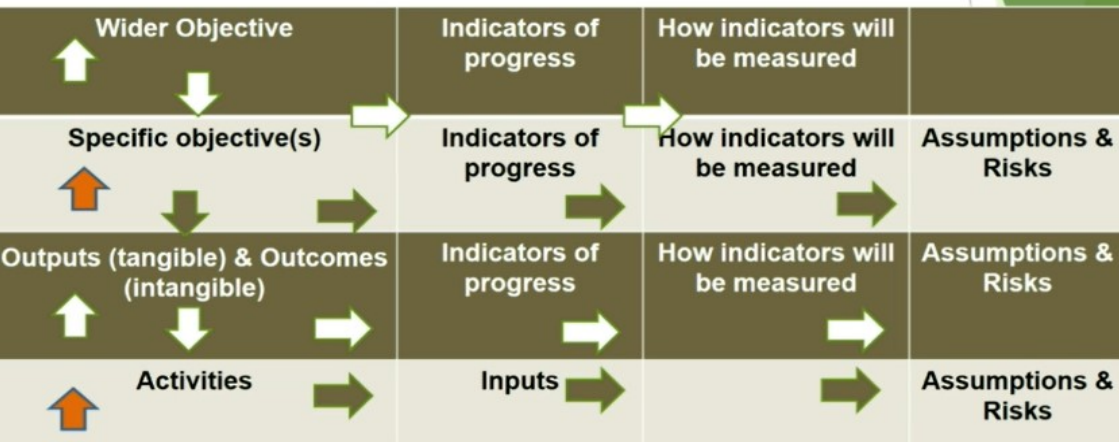 Wider Objective
Indicators of
progress
How indicators will
be measured
Specific objective(s)
Indicators of
progress
How indicators will
be measured
Assumptions &
Risks
Outputs (tangible) & Outcomes
(intangible)
Indicators of
progress
How indicators will
be measured
Assumptions &
Risks
Activities
Inputs
Assumptions &
Risks